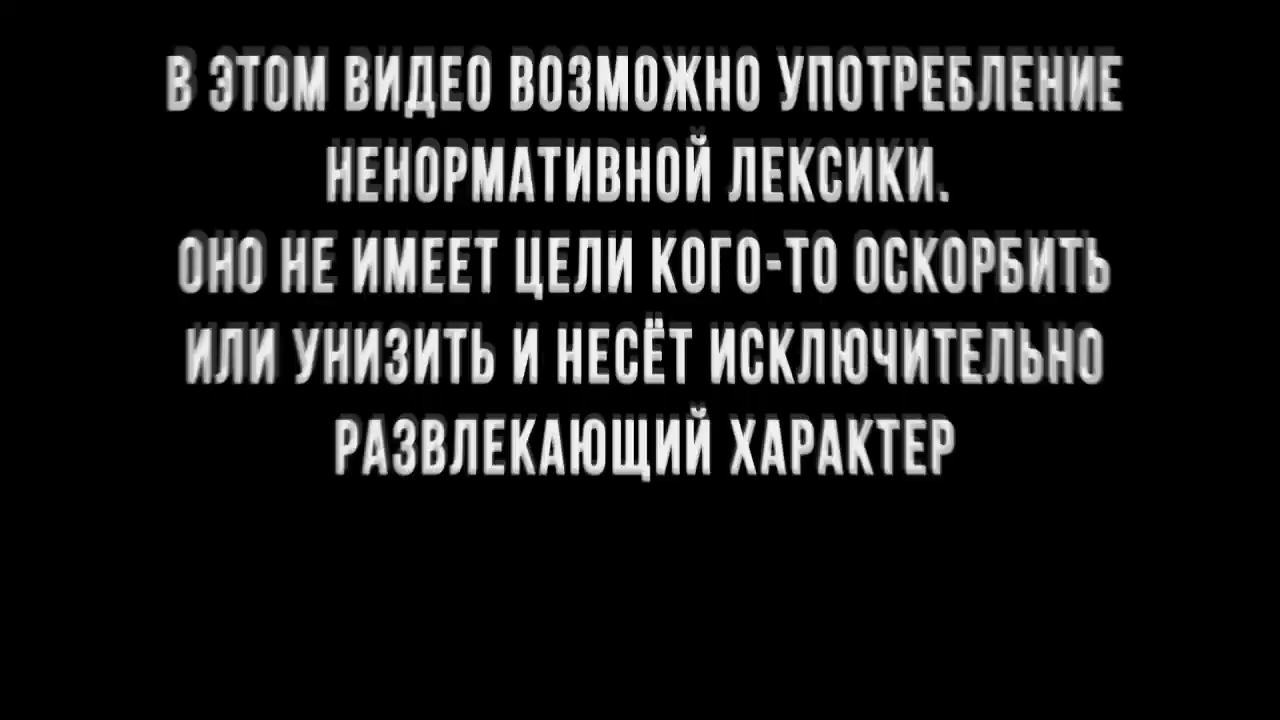 В ЭТОМ ВИДЕО ВОЗМОЖНО УПОТРЕБЛЕНИЕ
НЕНОРМАТИВНОЙ ЛЕКСИКИ.
ОНО НЕ ИМЕЕТ ЦЕЛИ КОГО-ТО ОСКОРБИТЬ
ИЛИ УНИЗИТЬ И НЕСЁТ ИСКЛЮЧИТЕЛЬНО
РАЗВЛЕКАЮЩИЙ ХАРАКТЕР